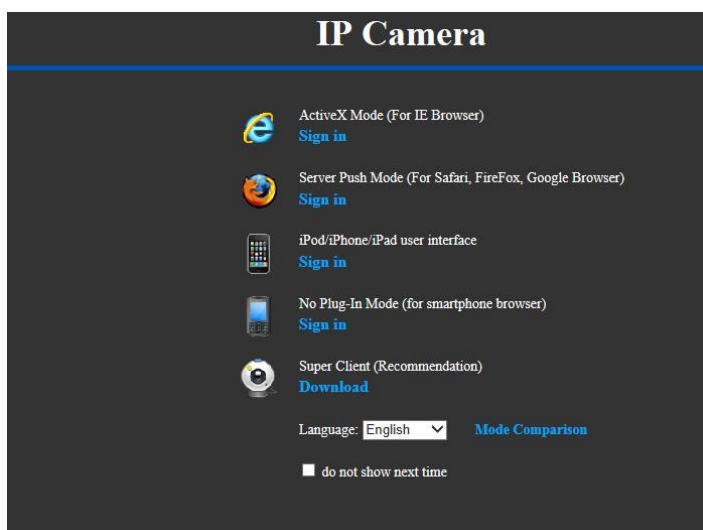 IP Camera
ActiveX Mode (For IE Browser)
Sign in
Server Push Mode (For Safari, FireFox, Google Browser)
Sign in
iPod/iPhone/iPad user interface
Sign in
No Plug-In Mode (for smartphone browser)
Sign in
Super Client (Recommendation)
Download
Language: English Mode Comparison
do not show next time